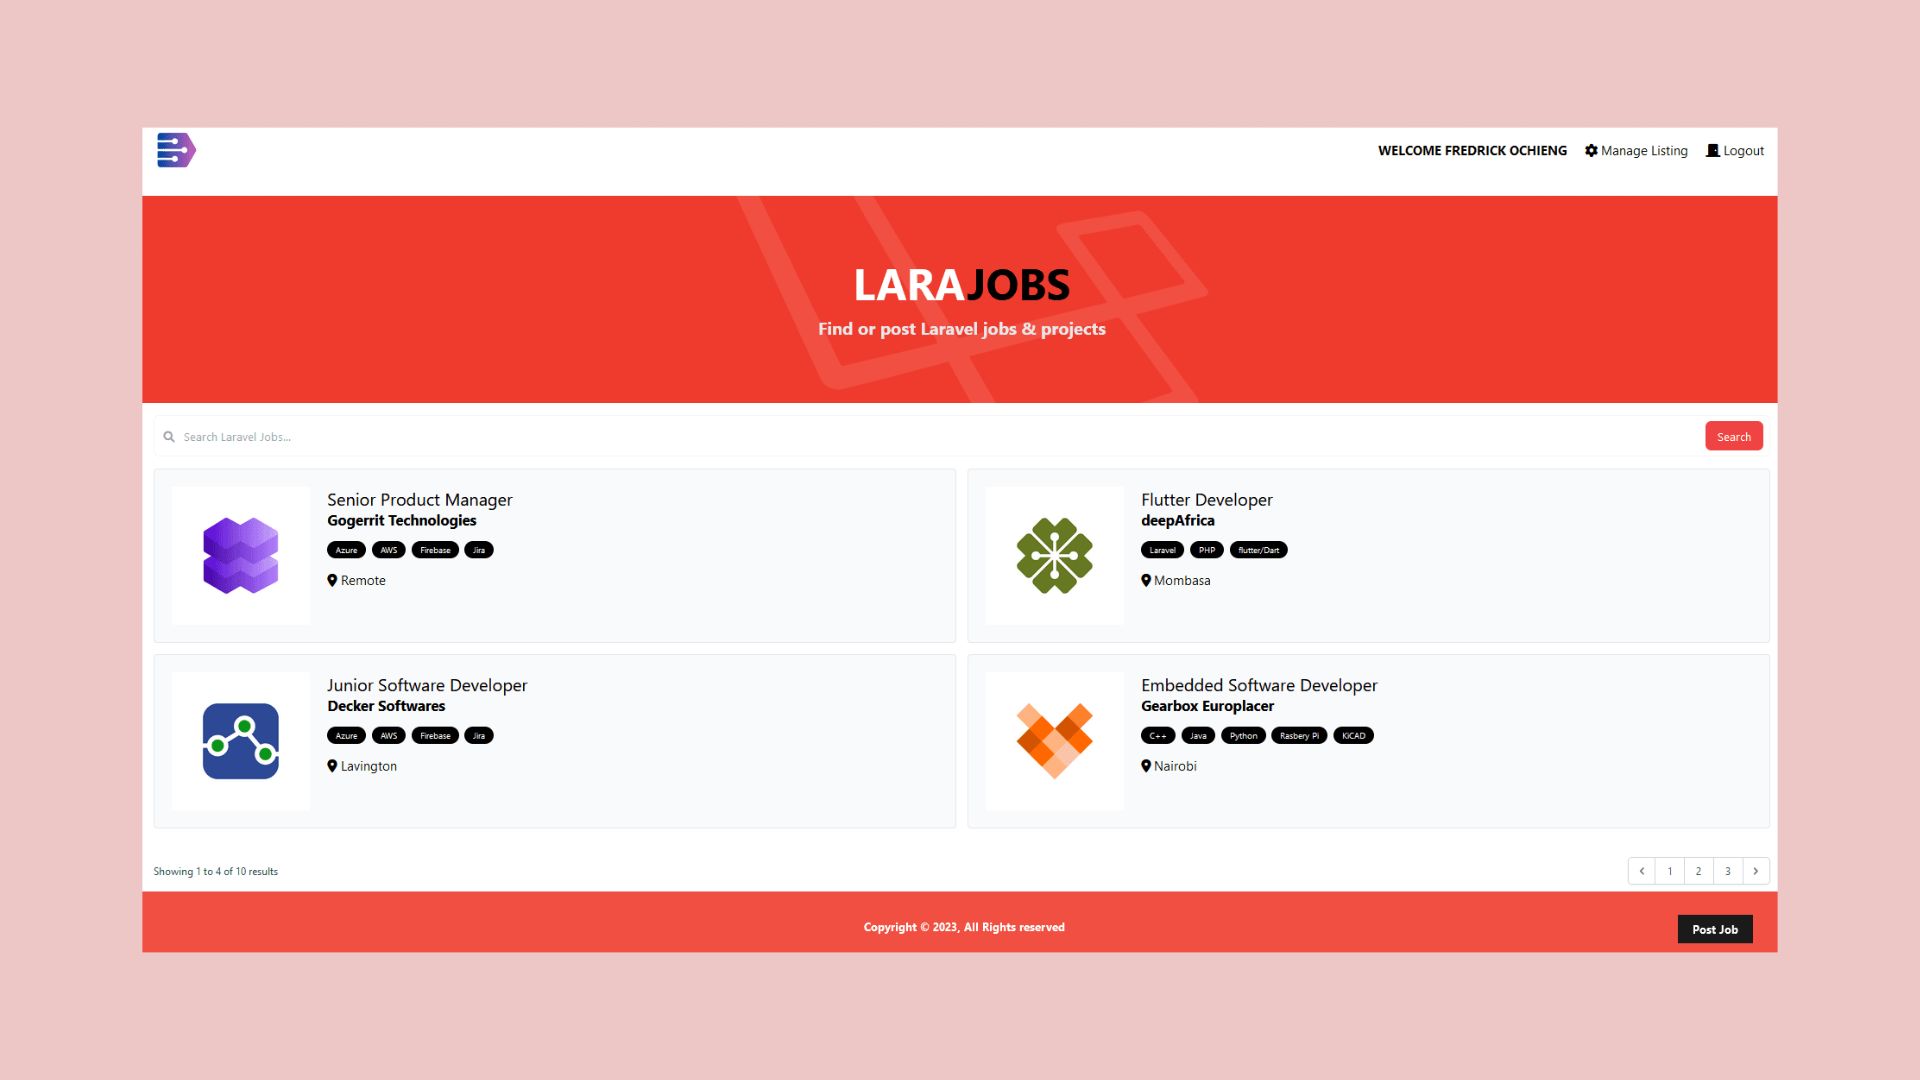 WELCOME FREDRICK OCHIENG Manage Listing Logout
LARAJOBS
Find or post Laravel jobs & projects
Search Laravel Jobs... Search
Senior Product Manager
Gogerrit Technologies
Azure AWS Firebase Jira
Remote
Flutter Developer
deepAfrica
Laravel PHP flutter/Dart
Mombasa
Junior Software Developer
Decker Softwares
Azure AWS Firebase Jira
Lavington
Embedded Software Developer
Gearbox Europlacer
C++ Java Python Rasbery Pi KiCAD
Nairobi
Showing 1 to 4 of 10 results
1 2 3
Copyright © 2023, All Rights reserved
Post Job